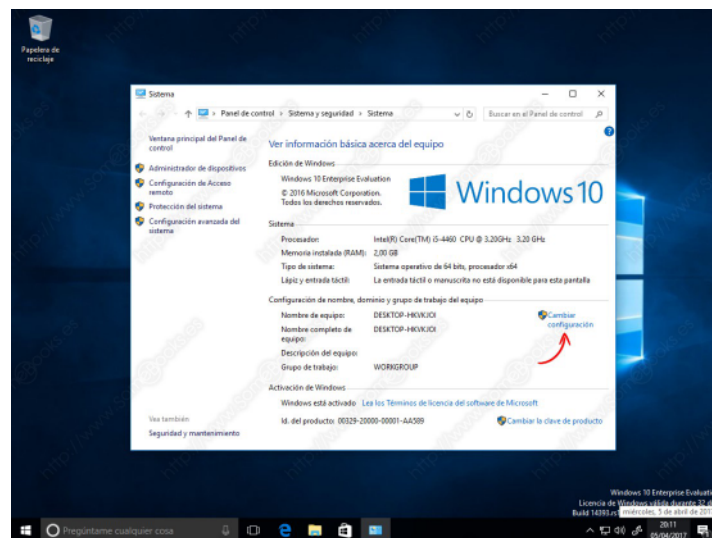 Papelera de
reciclaje
Sistema
Panel de control › Sistema y seguridad › Sistema
Buscar en el Panel de control
Ventana principal del Panel de
control
Administrador de dispositivos
Configuración de Acceso
remoto
Protección del sistema
Configuración avanzada del
sistema
Ver información básica acerca del equipo
Edición de Windows
Windows 10 Enterprise Evaluation
© 2016 Microsoft Corporation.
Todos los derechos reservados.
Windows 10
Sistema
Procesador: Intel(R) Core(TM) i5-4460 CPU @ 3.20GHz 3.20 GHz
Memoria instalada (RAM): 2,00 GB
Tipo de sistema: Sistema operativo de 64 bits, procesador x64
Lápiz y entrada táctil: La entrada táctil o manuscrita no está disponible para esta pantalla
Configuración de nombre, dominio y grupo de trabajo del equipo
Nombre de equipo: DESKTOP-HKVKJOI
Cambiar
configuración
Nombre completo de
equipo: DESKTOP-HKVKJOI
Descripción del equipo:
Grupo de trabajo: WORKGROUP
Activación de Windows
Windows está activado Lea los Términos de licencia del software de Microsoft
Id. del producto: 00329-20000-00001-AA589
Cambiar la clave de producto
Vea también
Seguridad y mantenimiento
Windows 10 Enterprise Evaluati
Licencia de Windows válida durante 32 d
Build 14393.rs1
miércoles, 5 de abril de 2017
Pregúntame cualquier cosa
20:11
05/04/2017